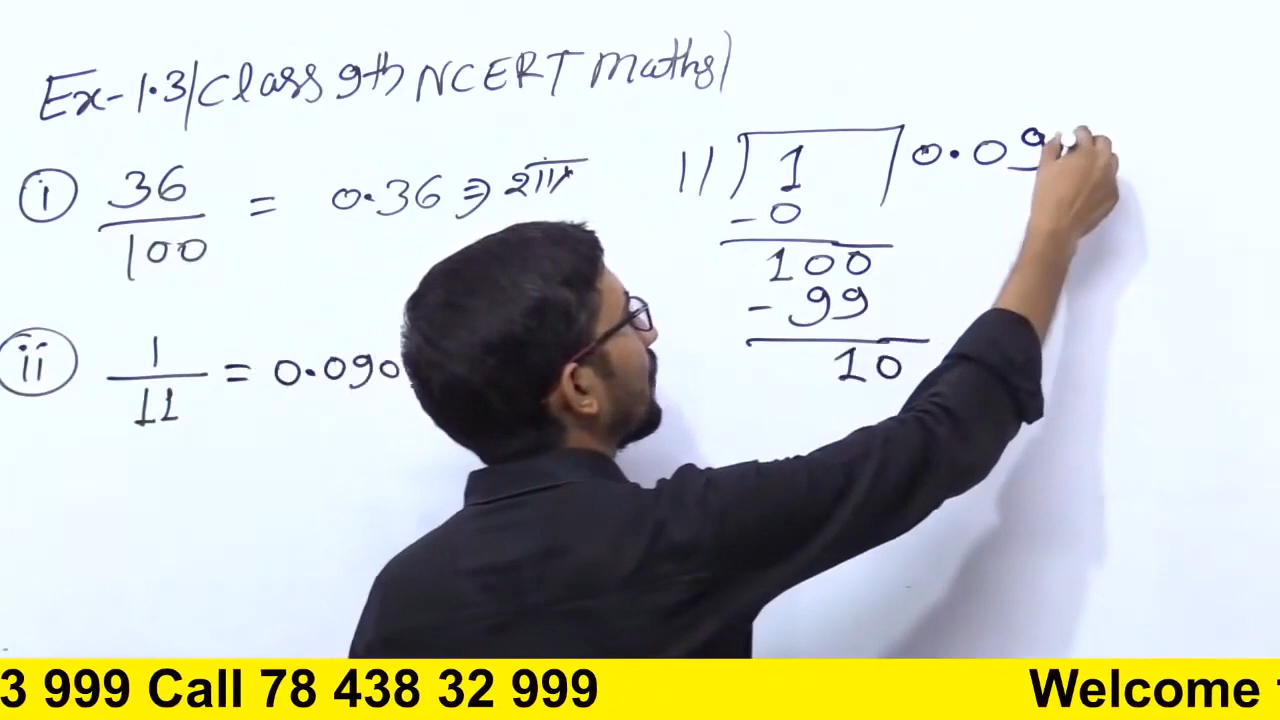 Ex-1.3/Class 9th NCERT Maths)
i 36/100 = 0.36 ⇒
ii 1/11 = 0.090
11) 1 0.09
-0
100
-99
10
3 999 Call 78 438 32 999 Welcome